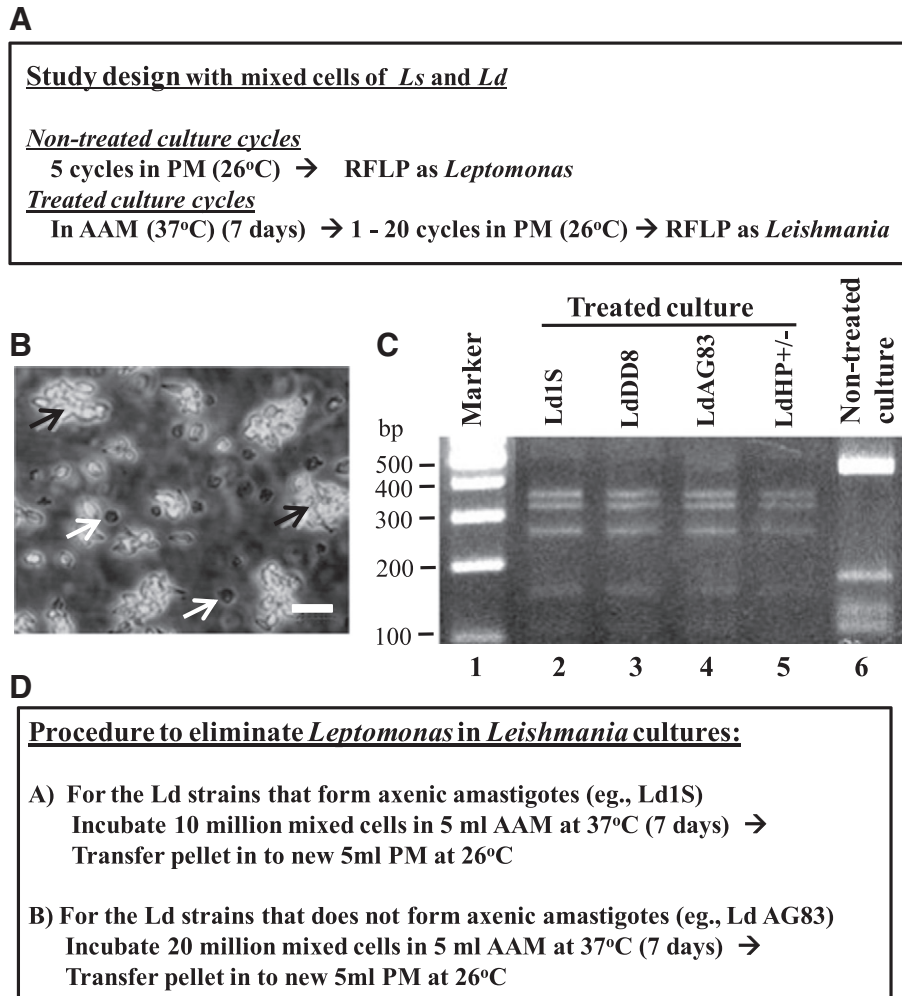 A
Study design with mixed cells of Ls and Ld
Non-treated culture cycles
5 cycles in PM (26°C) → RFLP as Leptomonas
Treated culture cycles
In AAM (37°C) (7 days) → 1 - 20 cycles in PM (26°C) → RFLP as Leishmania
B
C
Treated culture
Marker
Ld1S
LdDD8
LdAG83
LdHP+/-
Non-treated
culture
bp
500
400
300
200
100
1 2 3 4 5 6
D
Procedure to eliminate Leptomonas in Leishmania cultures:
A) For the Ld strains that form axenic amastigotes (eg., Ld1S)
Incubate 10 million mixed cells in 5 ml AAM at 37°C (7 days) →
Transfer pellet in to new 5ml PM at 26°C
B) For the Ld strains that does not form axenic amastigotes (eg., Ld AG83)
Incubate 20 million mixed cells in 5 ml AAM at 37°C (7 days) →
Transfer pellet in to new 5ml PM at 26°C